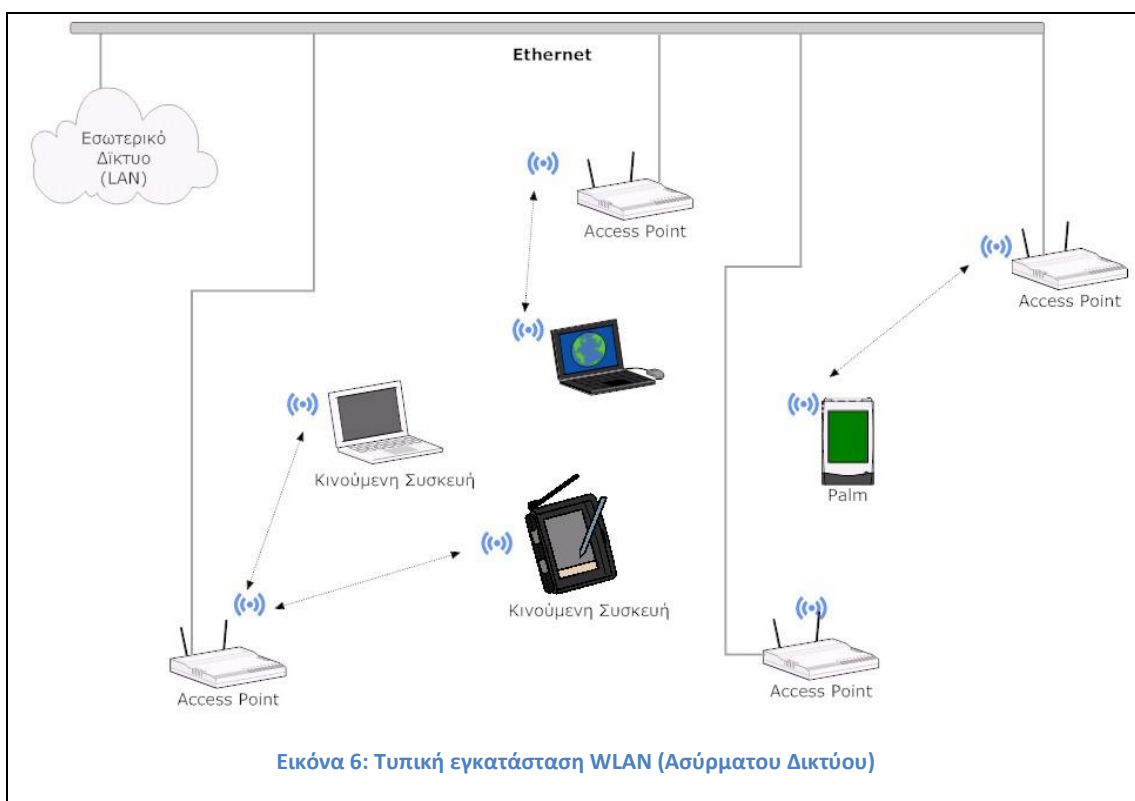 Ethernet
Εσωτερικό
Δϊκτυο
(LAN)
Access Point
Access Point
Κινούμενη Συσκευή
Palm
Κινούμενη Συσκευή
Access Point
Access Point
Εικόνα 6: Τυπική εγκατάσταση WLAN (Ασύρματου Δικτύου)